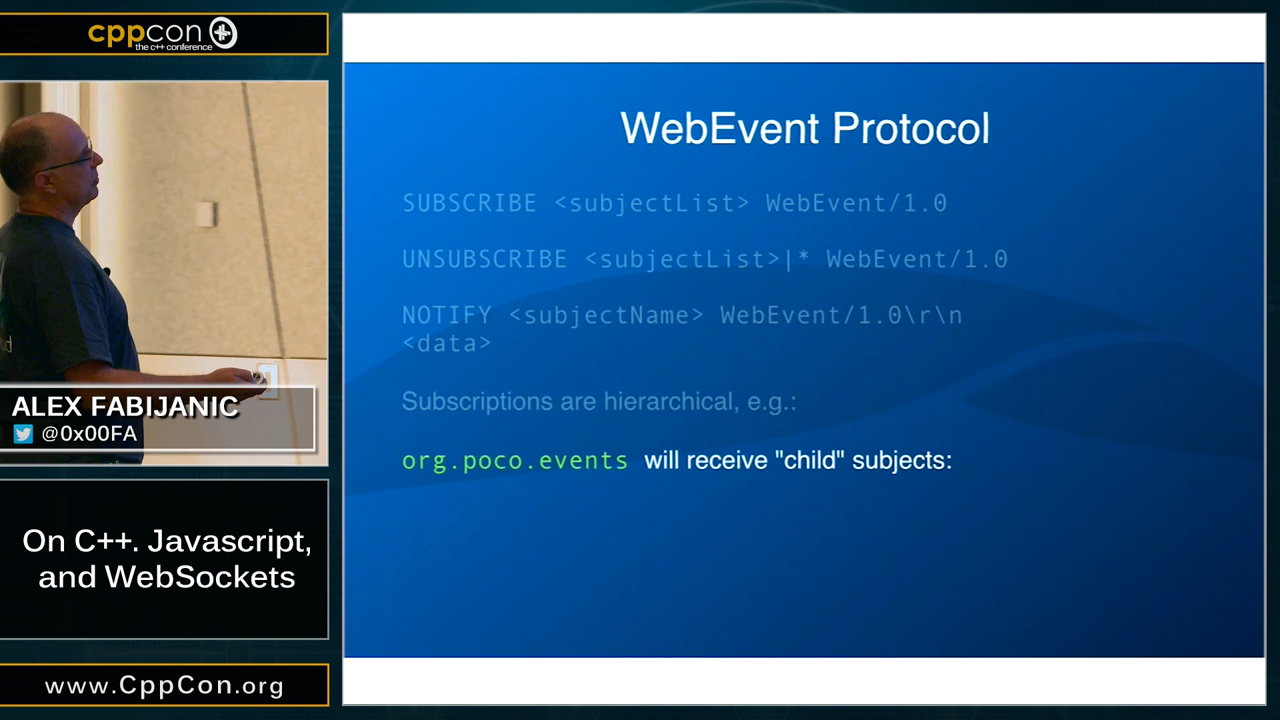 cppcon
the c++ conference
ALEX FABIJANIC
@0x00FA
On C++. Javascript,
and WebSockets
www.CppCon.org
WebEvent Protocol
SUBSCRIBE <subjectList> WebEvent/1.0
UNSUBSCRIBE <subjectList>|* WebEvent/1.0
NOTIFY <subjectName> WebEvent/1.0\r\n
<data>
Subscriptions are hierarchical, e.g.:
org.poco.events will receive "child" subjects: